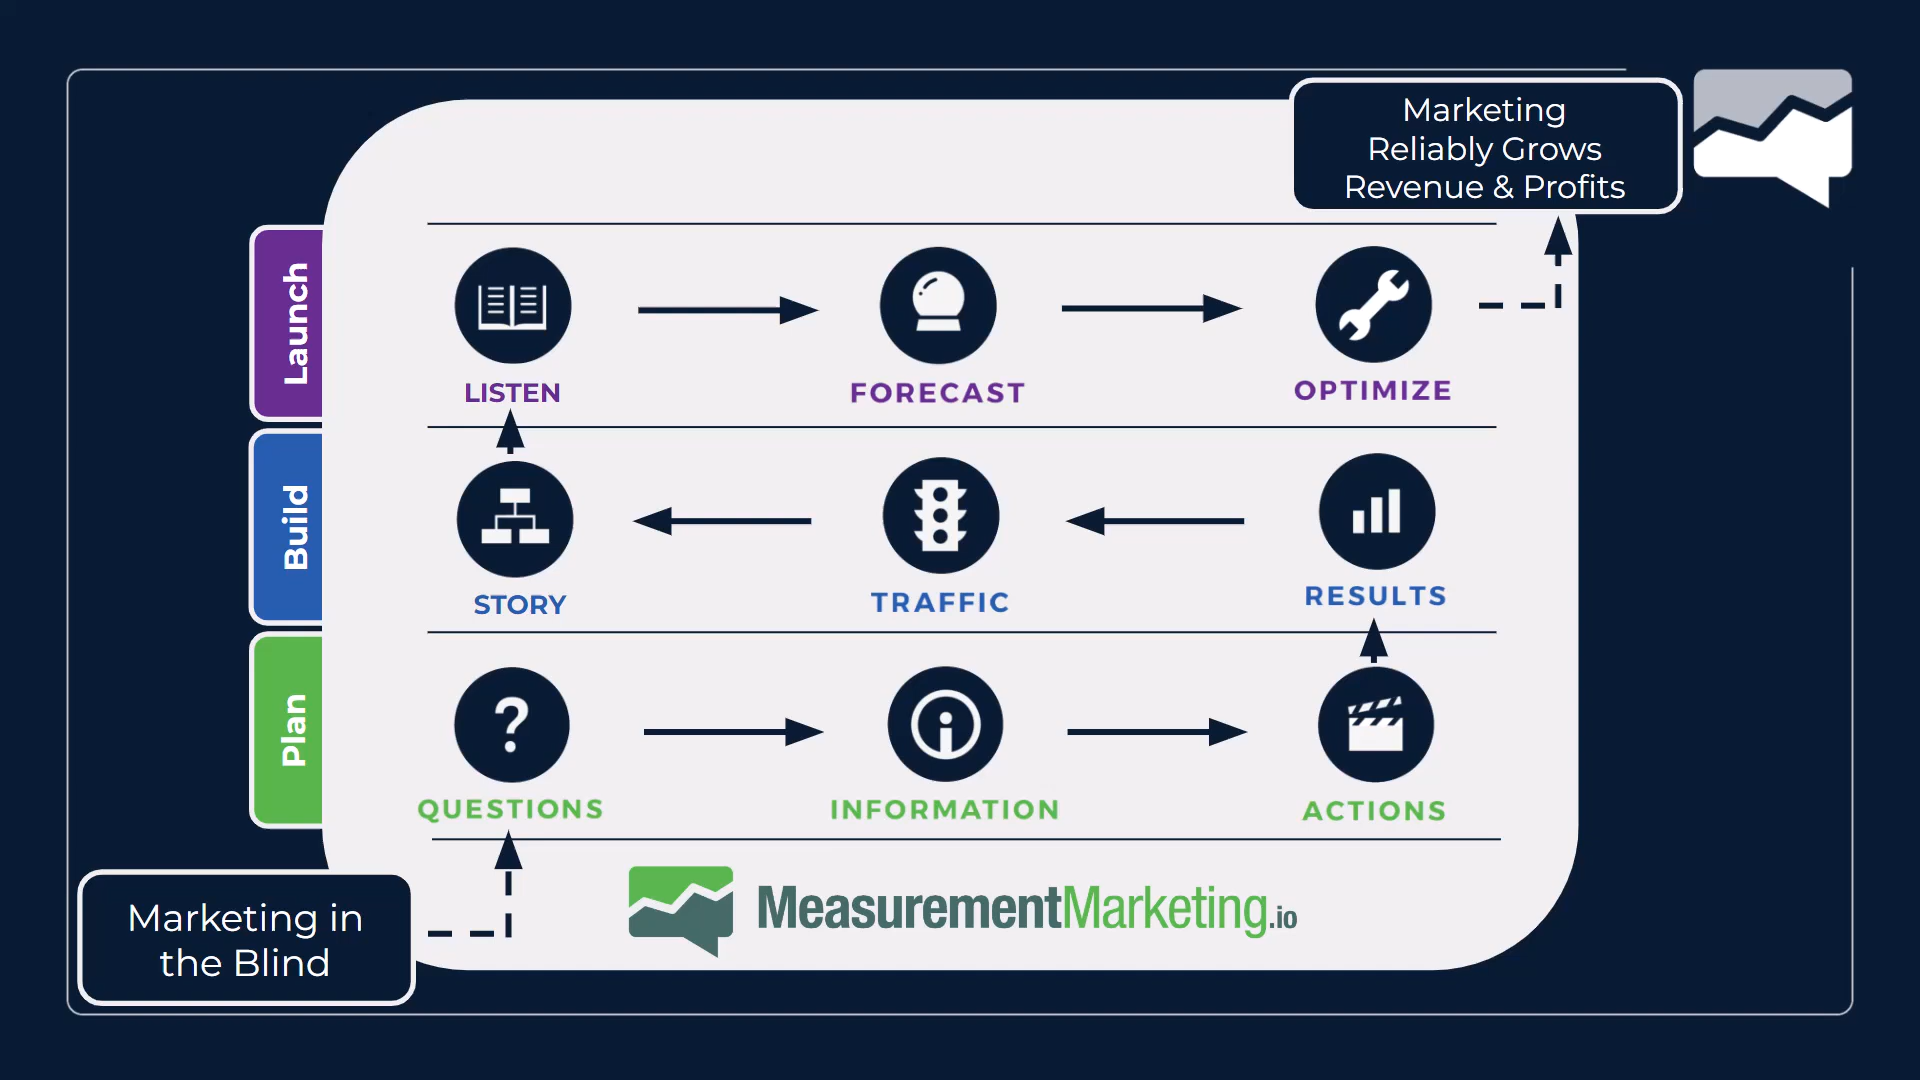 Marketing
Reliably Grows
Revenue & Profits
Launch
LISTEN
FORECAST
OPTIMIZE
Build
STORY
TRAFFIC
RESULTS
Plan
QUESTIONS
INFORMATION
ACTIONS
Marketing in
the Blind
MeasurementMarketing.io